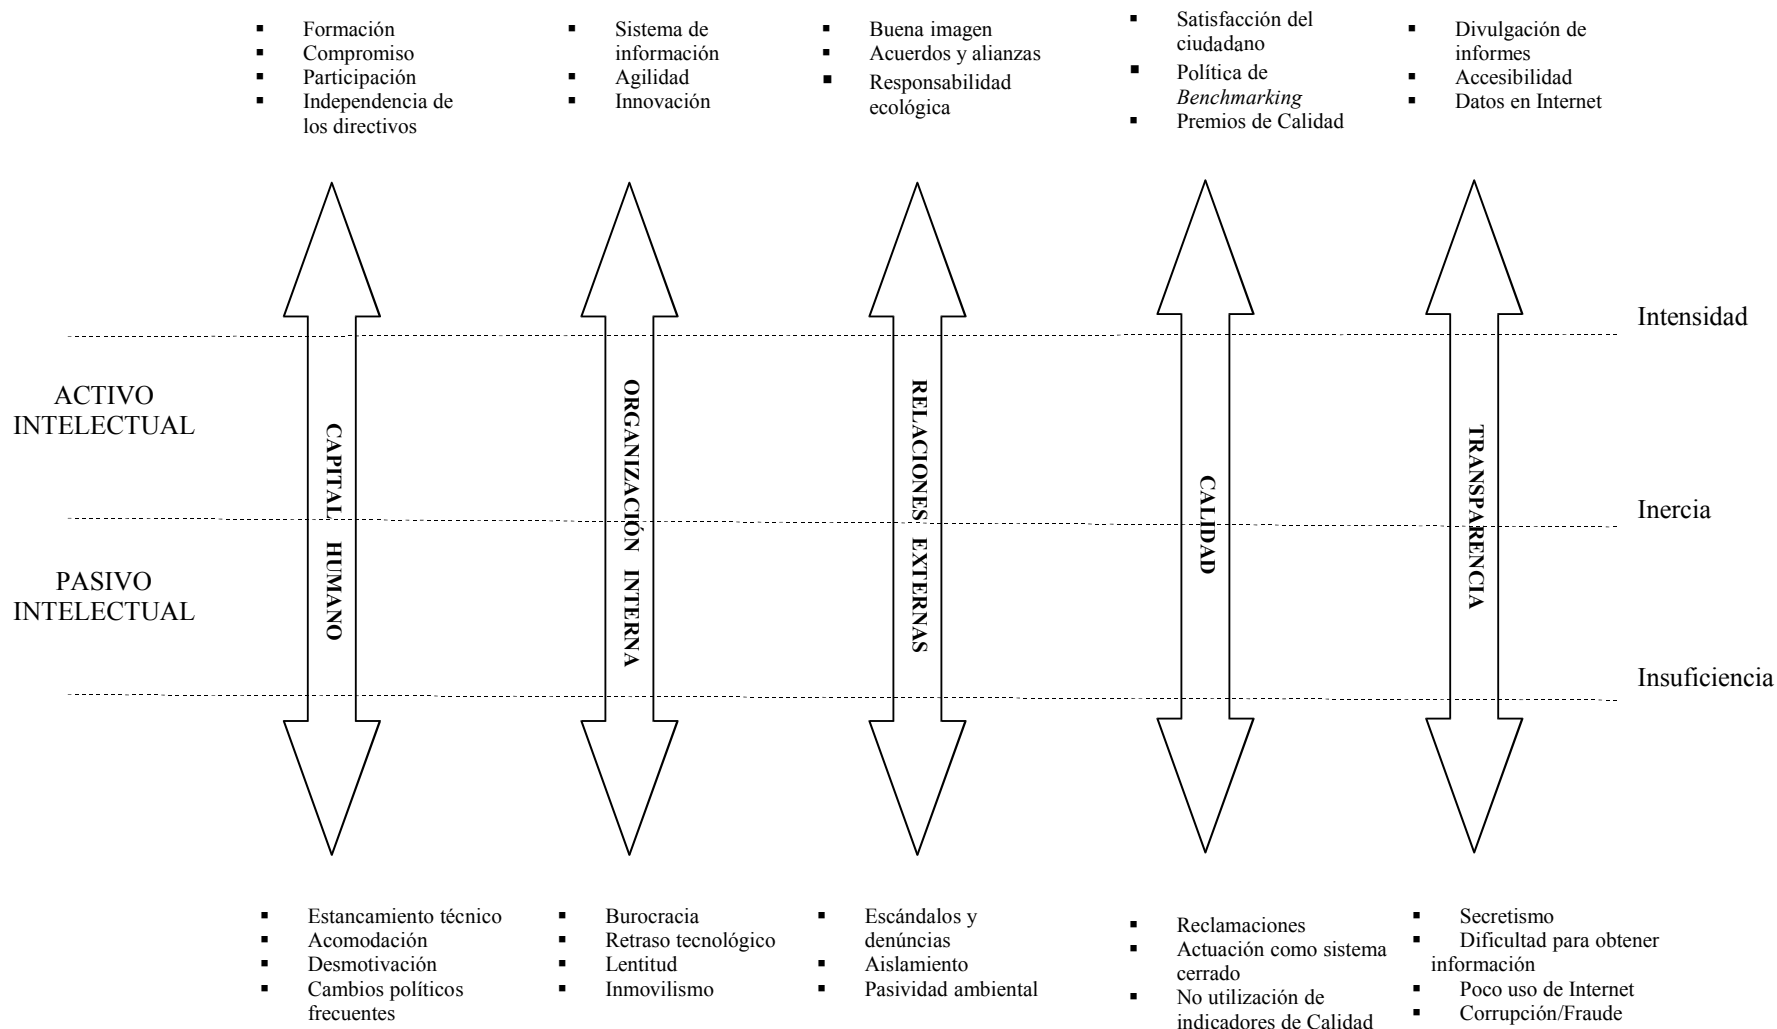 ▪ Formación
▪ Compromiso
▪ Participación
▪ Independencia de
los directivos
▪ Sistema de
información
▪ Agilidad
▪ Innovación
▪ Buena imagen
▪ Acuerdos y alianzas
▪ Responsabilidad
ecológica
▪ Satisfacción del
ciudadano
▪ Política de
Benchmarking
▪ Premios de Calidad
▪ Divulgación de
informes
▪ Accesibilidad
▪ Datos en Internet
Intensidad
ACTIVO
INTELECTUAL
CAPITAL HUMANO
ORGANIZACIÓN INTERNA
RELACIONES EXTERNAS
CALIDAD
TRANSPARENCIA
Inercia
PASIVO
INTELECTUAL
Insuficiencia
▪ Estancamiento técnico
▪ Acomodación
▪ Desmotivación
▪ Cambios políticos
frecuentes
▪ Burocracia
▪ Retraso tecnológico
▪ Lentitud
▪ Inmovilismo
▪ Escándalos y
denúncias
▪ Aislamiento
▪ Pasividad ambiental
▪ Reclamaciones
▪ Actuación como sistema
cerrado
▪ No utilización de
indicadores de Calidad
▪ Secretismo
▪ Dificultad para obtener
información
▪ Poco uso de Internet
▪ Corrupción/Fraude